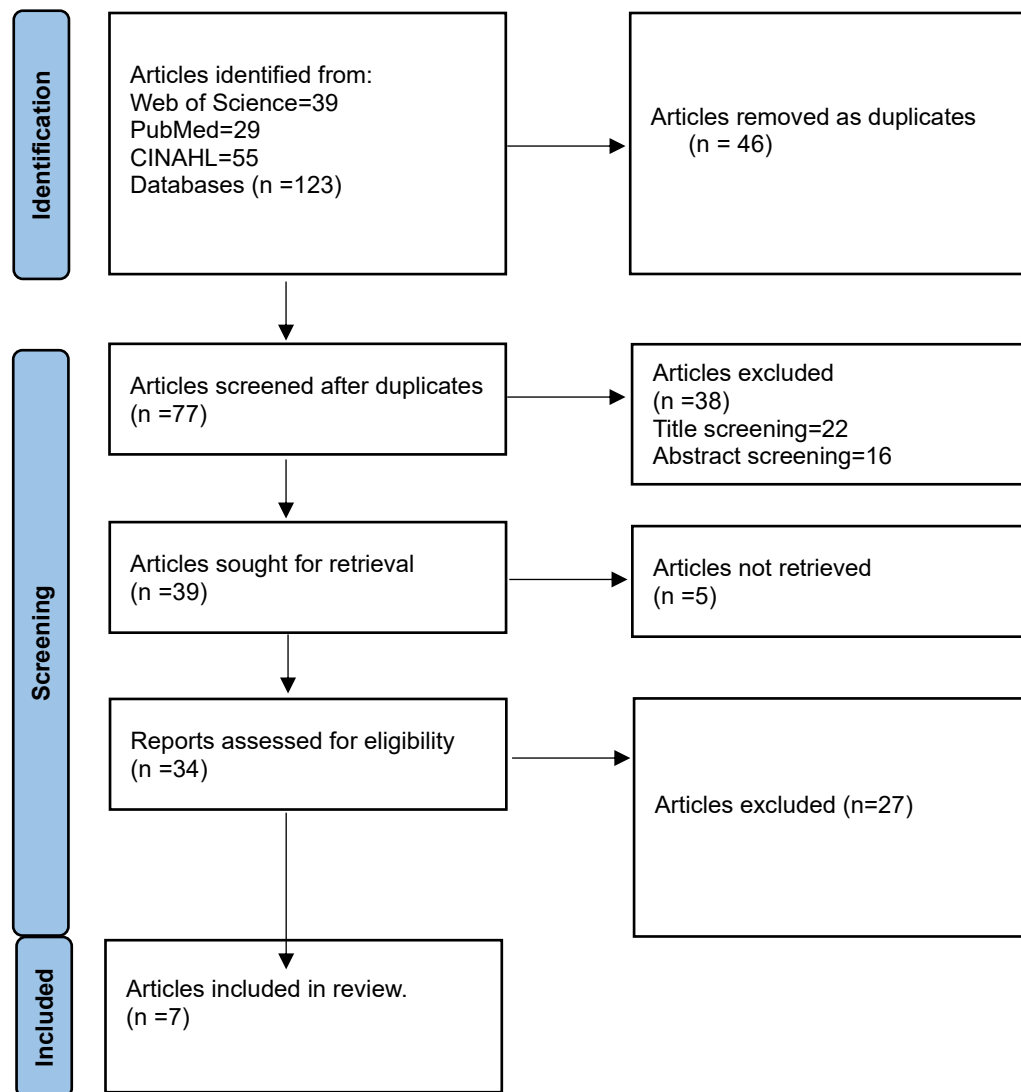 Identification
Articles identified from:
Web of Science=39
PubMed=29
CINAHL=55
Databases (n =123)
Articles removed as duplicates
(n = 46)
Screening
Articles screened after duplicates
(n =77)
Articles excluded
(n =38)
Title screening=22
Abstract screening=16
Articles sought for retrieval
(n =39)
Articles not retrieved
(n =5)
Reports assessed for eligibility
(n =34)
Articles excluded (n=27)
Included
Articles included in review.
(n =7)